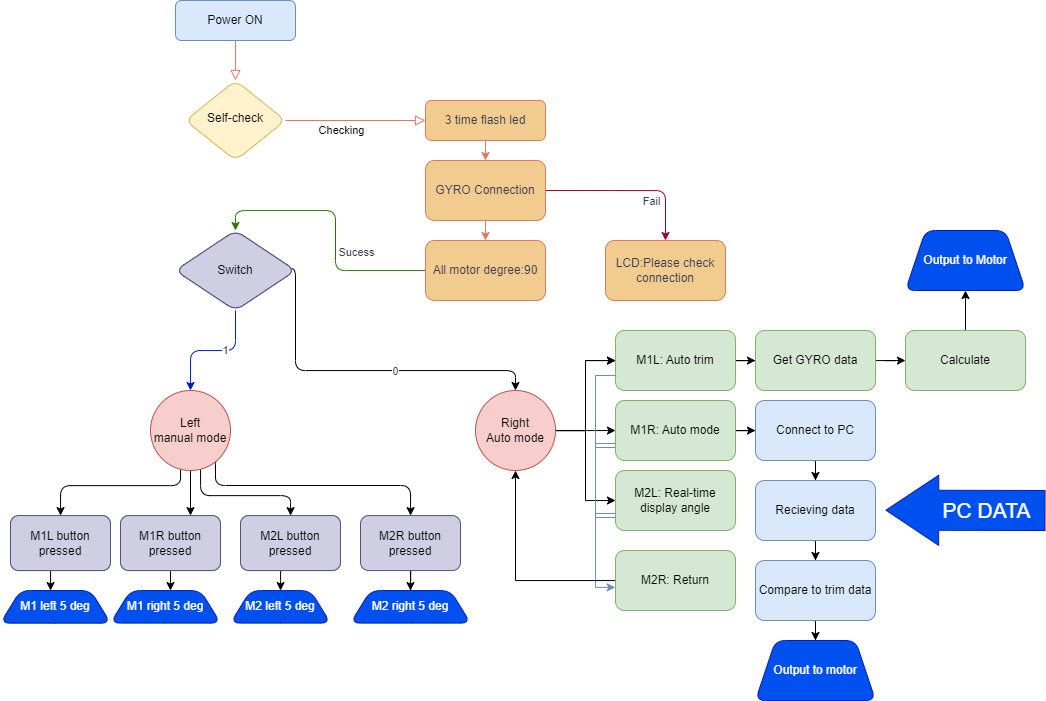 Power ON
Self-check
Checking
3 time flash led
GYRO Connection
Fail
Sucess
All motor degree:90
LCD:Please check
connection
Switch
Output to Motor
1
0
M1L: Auto trim
Get GYRO data
Calculate
Left
manual mode
Right
Auto mode
M1R: Auto mode
Connect to PC
M2L: Real-time
display angle
Recieving data
PC DATA
M1L button
pressed
M1R button
pressed
M2L button
pressed
M2R button
pressed
M2R: Return
Compare to trim data
M1 left 5 deg
M1 right 5 deg
M2 left 5 deg
M2 right 5 deg
Output to motor